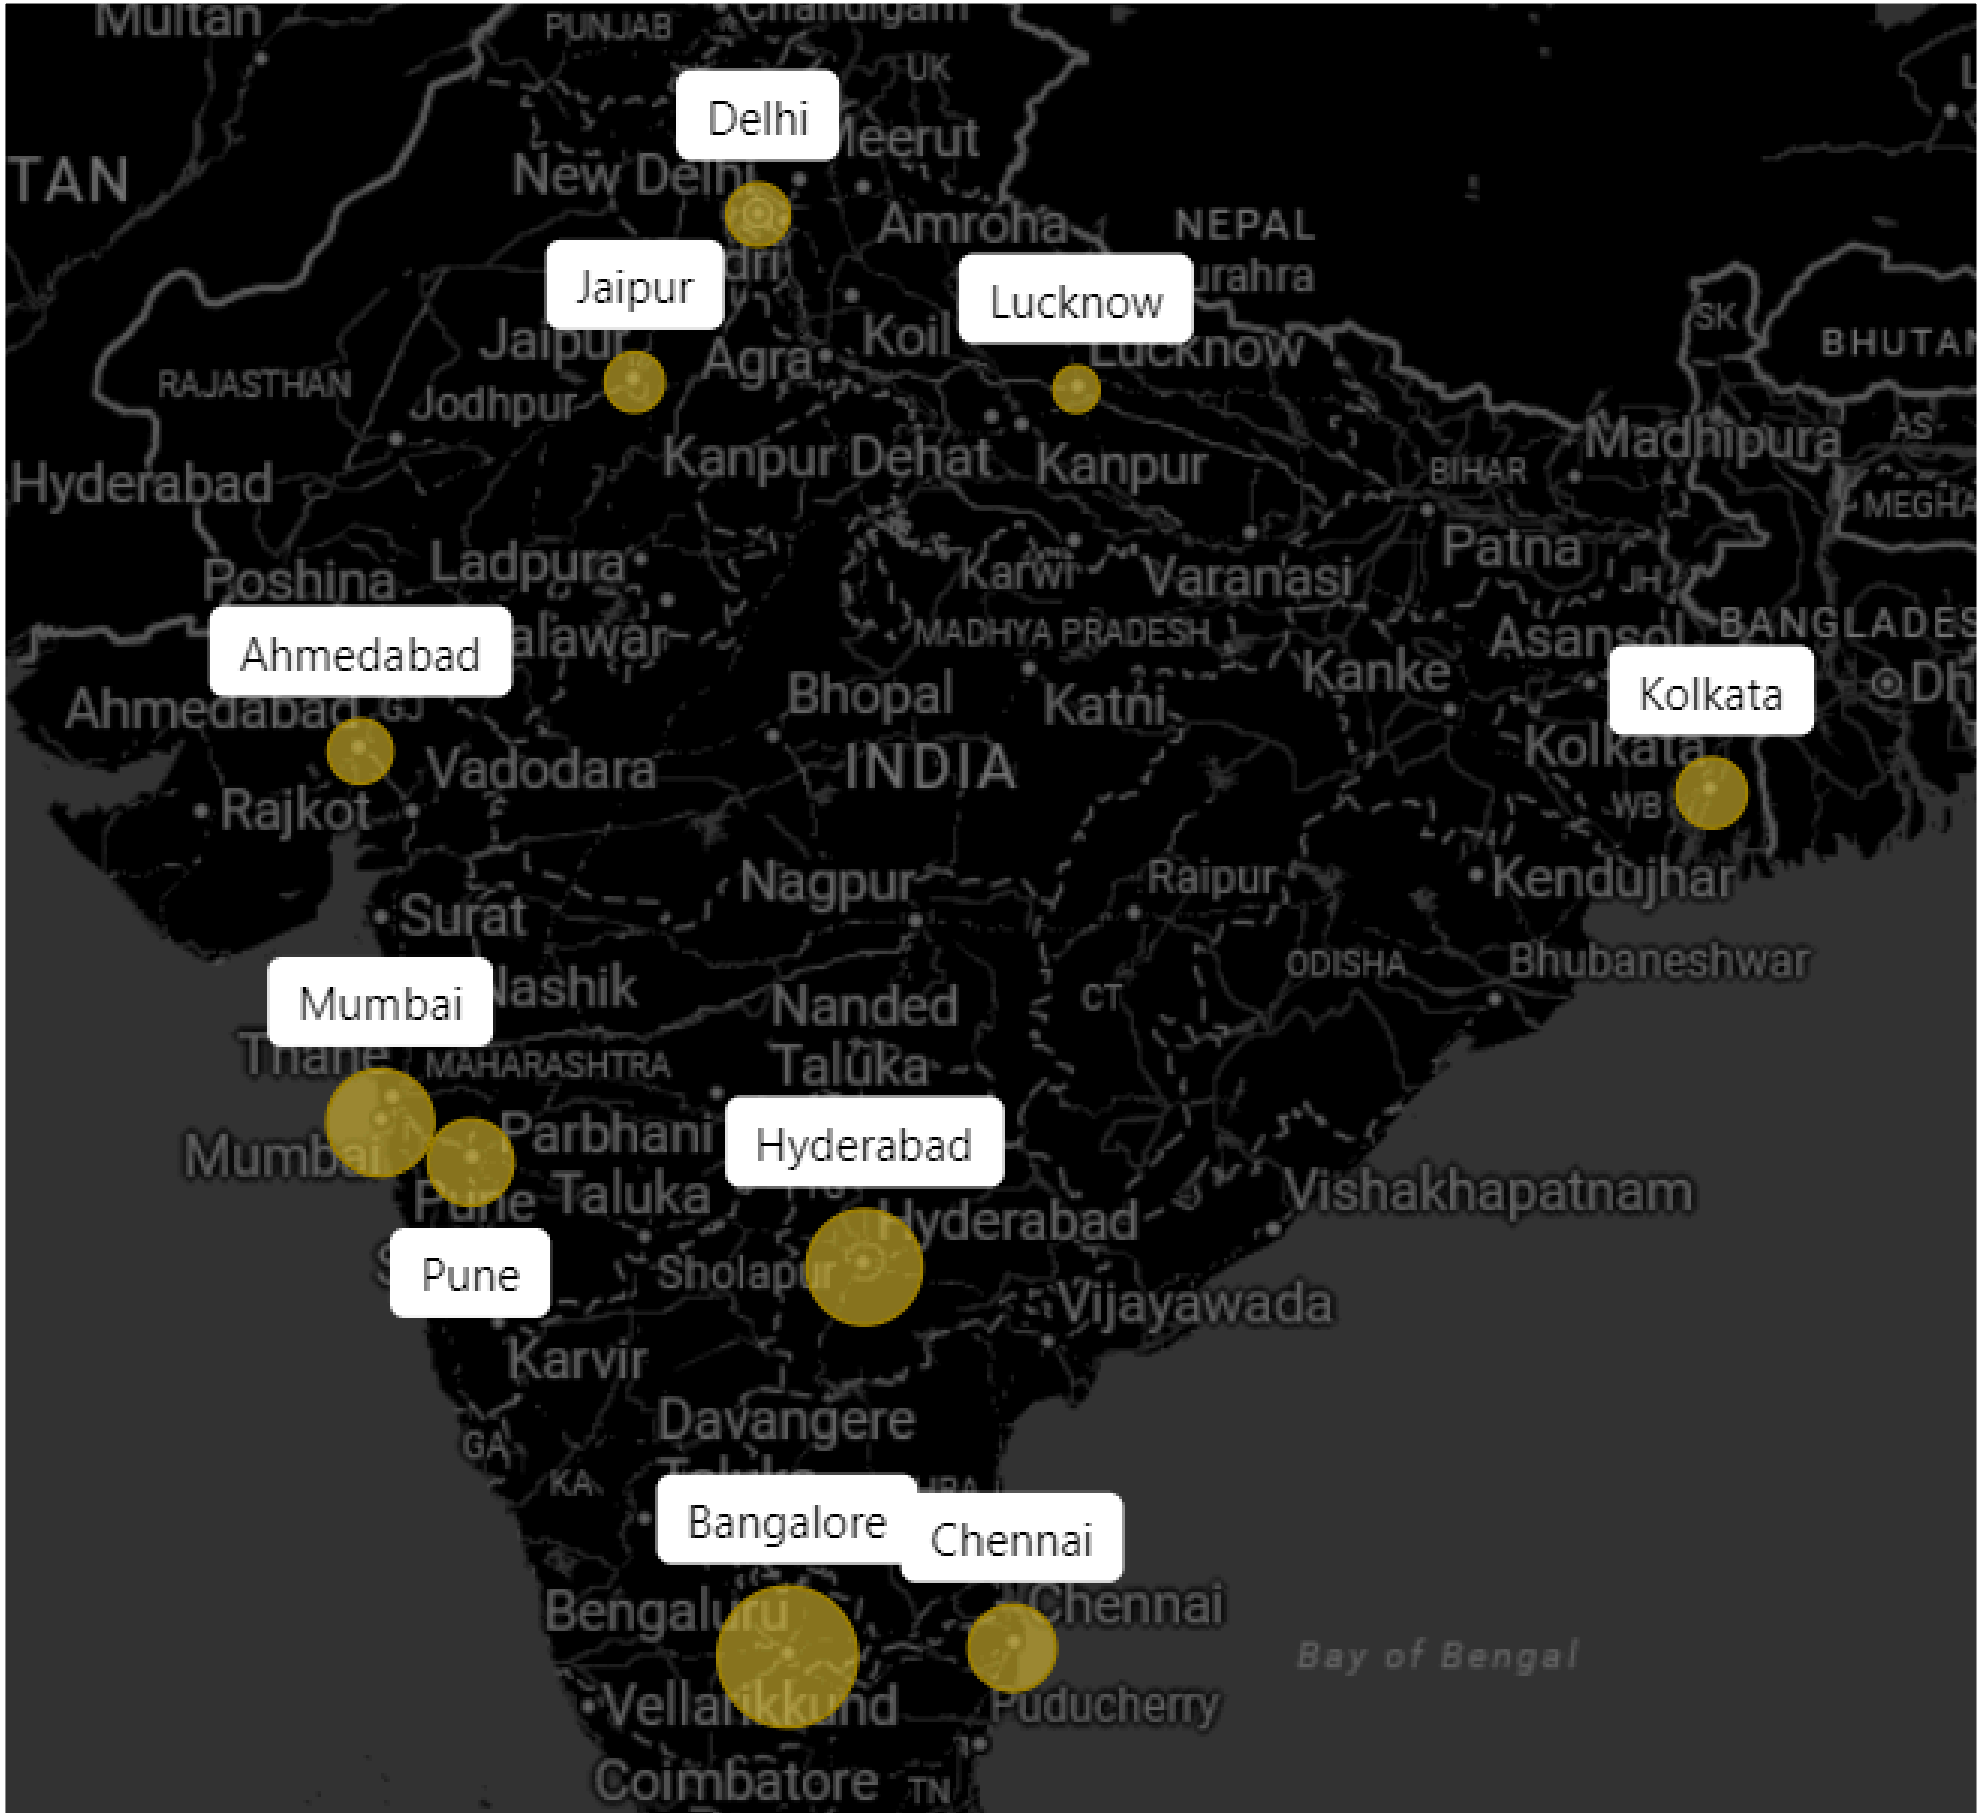 Multan
PUNJAB
Chandigarh
UK
Delhi
Meerut
TAN
New Delhi
Amroha
NEPAL
Jaipur
Lucknow
SK
BHUTAN
Jaipur
Agra
Koil
Lucknow
RAJASTHAN
Jodhpur
AS
Madhipura
Hyderabad
Kanpur Dehat
Kanpur
BIHAR
MEGHA
Poshina
Ladpura
Karwi
Varanasi
Patna
JH
Ahmedabad
alawar
MADHYA PRADESH
Asansol
BANGLADES
Kanke
Kolkata
Dh
Ahmedabad
GJ
Bhopal
Katni
Kolkata
Vadodara
INDIA
Rajkot
WB
Nagpur
Raipur
Kendujhar
Surat
ODISHA
Bhubaneshwar
Mumbai
Nashik
Nanded
Taluka
CT
Thane
MAHARASHTRA
Parbhani
Taluka
Hyderabad
Mumbai
Pune
Vishakhapatnam
Hyderabad
Pune
Sholapur
Vijayawada
Karvir
Davangere
Taluka
GA
KA
Bangalore
Chennai
Bengaluru
Chennai
Bay of Bengal
Vellarikkund
Puducherry
Coimbatore
TN